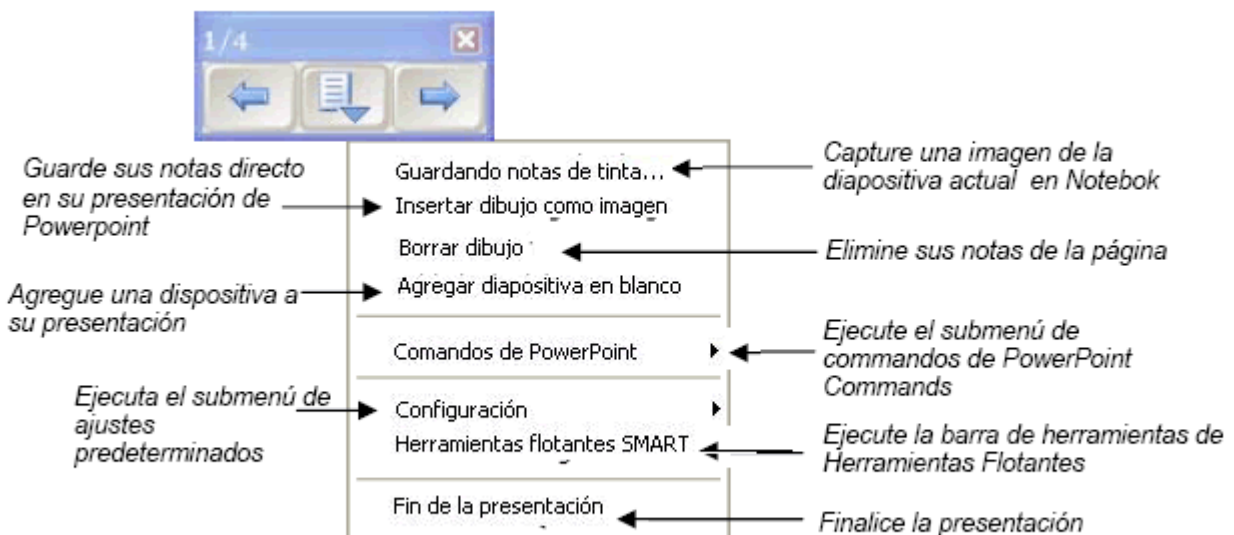 1/4
Guarde sus notas directo
en su presentación de
Powerpoint
Agregue una dispositiva a
su presentación
Ejecuta el submenú de
ajustes
predeterminados
Guardando notas de tinta...
Insertar dibujo como imagen
Borrar dibujo
Agregar diapositiva en blanco
Comandos de PowerPoint
Configuración
Herramientas flotantes SMART
Fin de la presentación
Capture una imagen de la
diapositiva actual en Notebok
Elimine sus notas de la página
Ejecute el submenú de
commandos de PowerPoint
Commands
Ejecute la barra de herramientas de
Herramientas Flotantes
Finalice la presentación